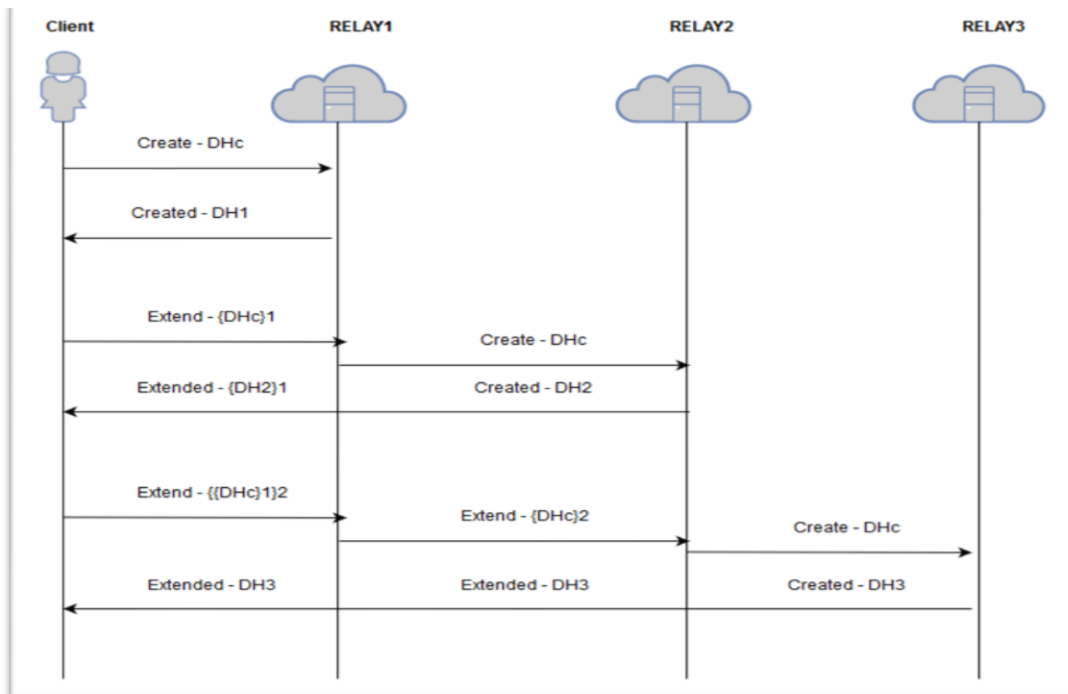 Client RELAY1 RELAY2 RELAY3
Create - DHc
Created - DH1
Extend - {DHc}1
Create - DHc
Extended - {DH2}1 Created - DH2
Extend - {{DHc}1}2
Extend - {DHc}2
Create - DHc
Extended - DH3 Extended - DH3 Created - DH3